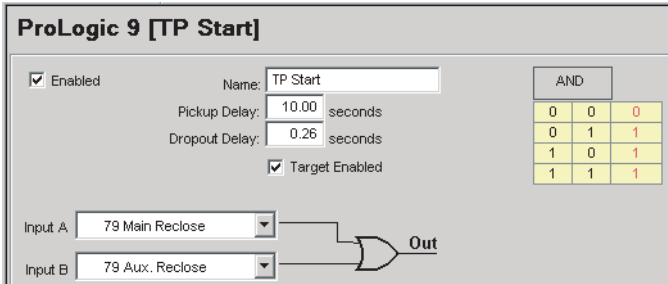 ProLogic 9 [TP Start]
Enabled
Name: TP Start
Pickup Delay: 10.00 seconds
Dropout Delay: 0.26 seconds
Target Enabled
AND
0 0 0
0 1 1
1 0 1
1 1 1
Input A 79 Main Reclose
Out
Input B 79 Aux. Reclose